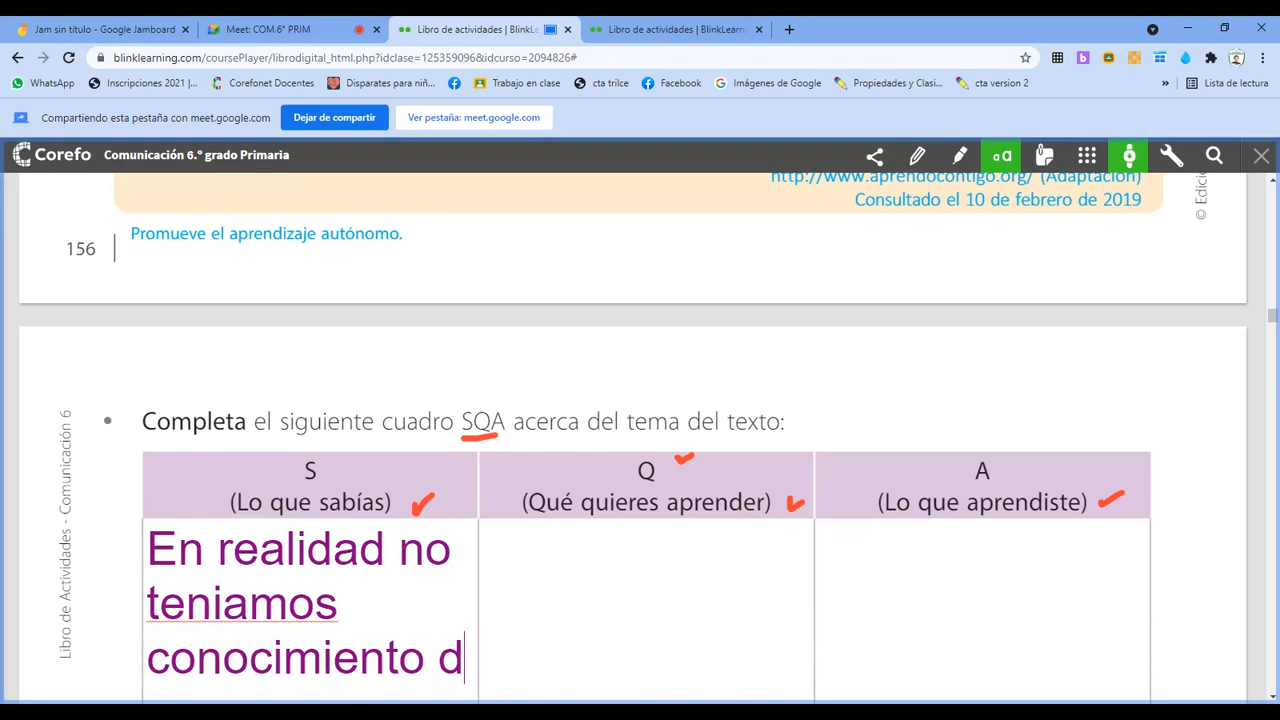 Jam sin título - Google Jamboard
Meet: COM.6° PRIM
Libro de actividades | BlinkLe
Libro de actividades | BlinkLearn
blinklearning.com/coursePlayer/librodigital_html.php?idclase=125359096&idcurso=2094826#
WhatsApp
Inscripciones 2021 |...
Corefonet Docentes
Disparates para niñ...
Trabajo en clase
cta trilce
Facebook
Imágenes de Google
Propiedades y Clasi...
cta version 2
»
Lista de lectura
Compartiendo esta pestaña con meet.google.com
Dejar de compartir
Ver pestaña: meet.google.com
Corefo
Comunicación 6.º grado Primaria
aa
http://www.aprendocontigo.org/ (Adaptación)
Consultado el 10 de febrero de 2019
© Edici
156
Promueve el aprendizaje autónomo.
Libro de Actividades - Comunicación 6
• Completa el siguiente cuadro SQA acerca del tema del texto:
S
(Lo que sabías)
Q
(Qué quieres aprender)
A
(Lo que aprendiste)
En realidad no
teniamos
conocimiento d